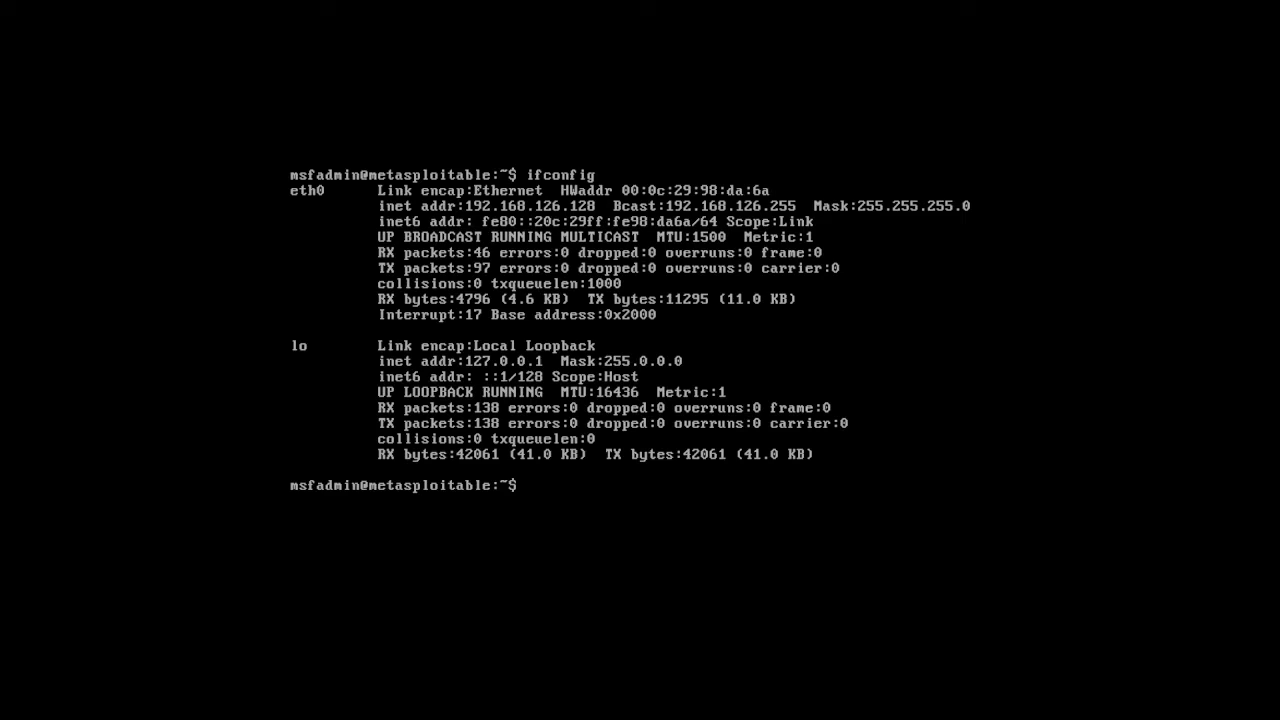 msfadmin@metasploitable:~$ ifconfig
eth0      Link encap:Ethernet  HWaddr 00:0c:29:98:da:6a
          inet addr:192.168.126.128  Bcast:192.168.126.255  Mask:255.255.255.0
          inet6 addr: fe80::20c:29ff:fe98:da6a/64 Scope:Link
          UP BROADCAST RUNNING MULTICAST  MTU:1500  Metric:1
          RX packets:46 errors:0 dropped:0 overruns:0 frame:0
          TX packets:97 errors:0 dropped:0 overruns:0 carrier:0
          collisions:0 txqueuelen:1000
          RX bytes:4796 (4.6 KB)  TX bytes:11295 (11.0 KB)
          Interrupt:17 Base address:0x2000

lo        Link encap:Local Loopback
          inet addr:127.0.0.1  Mask:255.0.0.0
          inet6 addr: ::1/128 Scope:Host
          UP LOOPBACK RUNNING  MTU:16436  Metric:1
          RX packets:138 errors:0 dropped:0 overruns:0 frame:0
          TX packets:138 errors:0 dropped:0 overruns:0 carrier:0
          collisions:0 txqueuelen:0
          RX bytes:42061 (41.0 KB)  TX bytes:42061 (41.0 KB)

msfadmin@metasploitable:~$